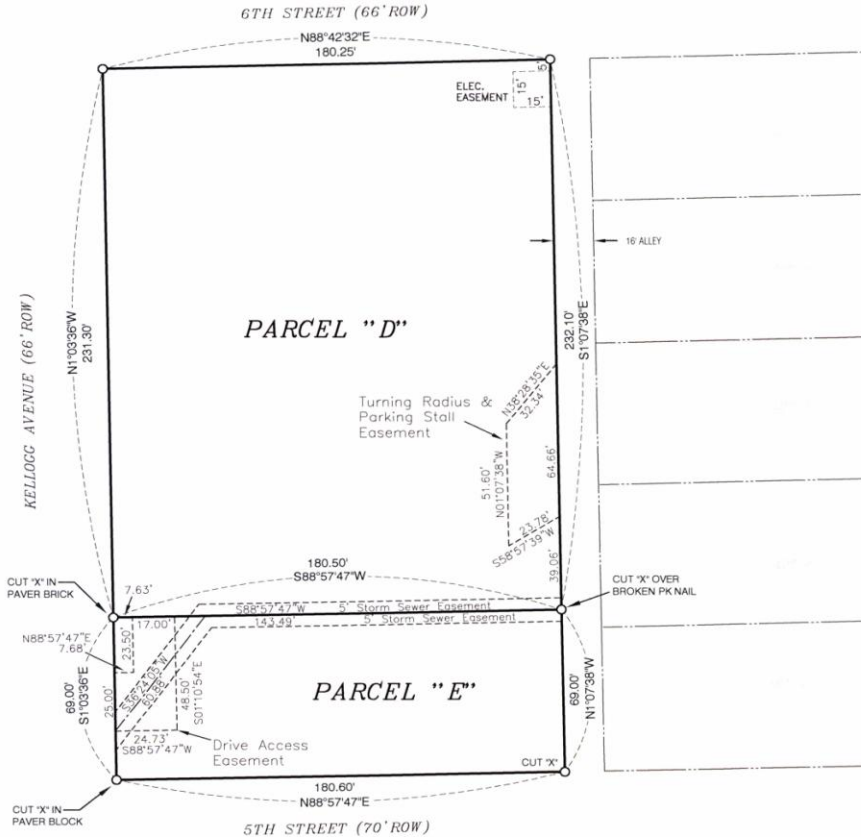 6TH STREET (66'ROW)
N88°42'32"E
180.25'
ELEC.
EASEMENT
15'
15'
5'
16' ALLEY
KELLOGG AVENUE (66'ROW)
N1°03'36"W
231.30'
PARCEL "D"
232.10'
S1°07'38"E
Turning Radius &
Parking Stall
Easement
N38°28'35"E
32.34'
51.60'
N01°07'38"W
64.66'
23.78'
S58°57'39"W
39.06'
180.50'
S88°57'47"W
CUT "X" IN
PAVER BRICK
7.63'
CUT "X" OVER
BROKEN PK NAIL
S88°57'47"W
5' Storm Sewer Easement
17.00'
143.49'
5' Storm Sewer Easement
N88°57'47"E
7.68'
23.50'
69.00'
S1°03'36"E
25.00'
S36°24'05"W
60.88'
48.50'
S01°10'54"E
PARCEL "E"
69.00'
N1°07'38"W
24.73'
S88°57'47"W
Drive Access
Easement
CUT "X"
180.60'
N88°57'47"E
CUT "X" IN
PAVER BLOCK
5TH STREET (70'ROW)